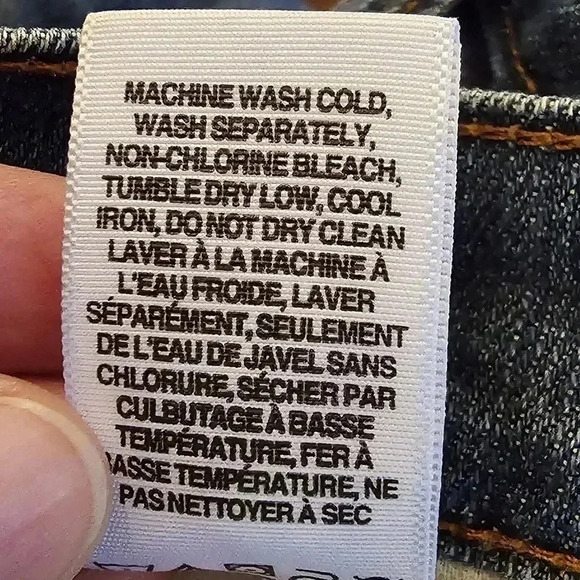 MACHINE WASH COLD,
WASH SEPARATELY,
NON-CHLORINE BLEACH,
TUMBLE DRY LOW, COOL
IRON, DO NOT DRY CLEAN
LAVER À LA MACHINE À
L'EAU FROIDE, LAVER
SÉPARÉMENT, SEULEMENT
DE L'EAU DE JAVEL SANS
CHLORURE, SÉCHER PAR
CULBUTAGE À BASSE
TEMPÉRATURE, FER À
BASSE TEMPÉRATURE, NE
PAS NETTOYER À SEC